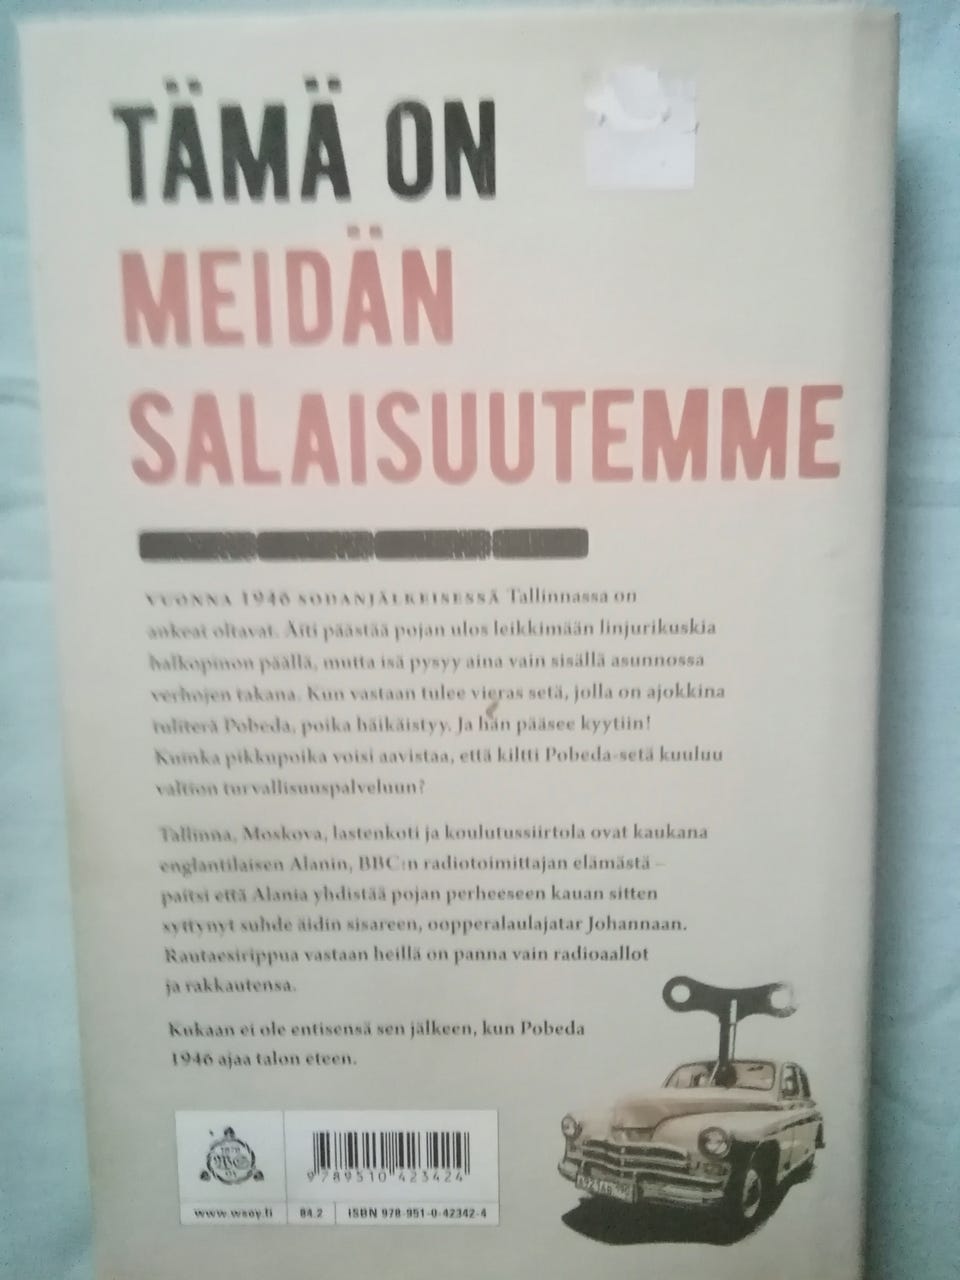 TÄMÄ ON
MEIDÄN
SALAISUUTEMME
VUONNA 1946 SODANJÄLKEISESSÄ Tallinnassa on
ankeat oltavat. Äiti päästää pojan ulos leikkimään linjurikuskia
halkopinon päällä, mutta isä pysyy aina vain sisällä asunnossa
verhojen takana. Kun vastaan tulee vieras setä, jolla on ajokkina
tuliterä Pobeda, poika häikäistyy. Ja hän pääsee kyytiin!
Kuinka pikkupoika voisi aavistaa, että kiltti Pobeda-setä kuuluu
valtion turvallisuuspalveluun?
Tallinna, Moskova, lastenkoti ja koulutussiirtola ovat kaukana
englantilaisen Alanin, BBC:n radiotoimittajan elämästä –
paitsi että Alania yhdistää pojan perheeseen kauan sitten
syttynyt suhde äidin sisareen, oopperalaulajatar Johannaan.
Rautaesirippua vastaan heillä on panna vain radioaallot
ja rakkautensa.
Kukaan ei ole entisensä sen jälkeen, kun Pobeda
1946 ajaa talon eteen.
9 789510 423424
www.wsoy.fi 84.2 ISBN 978-951-0-42342-4